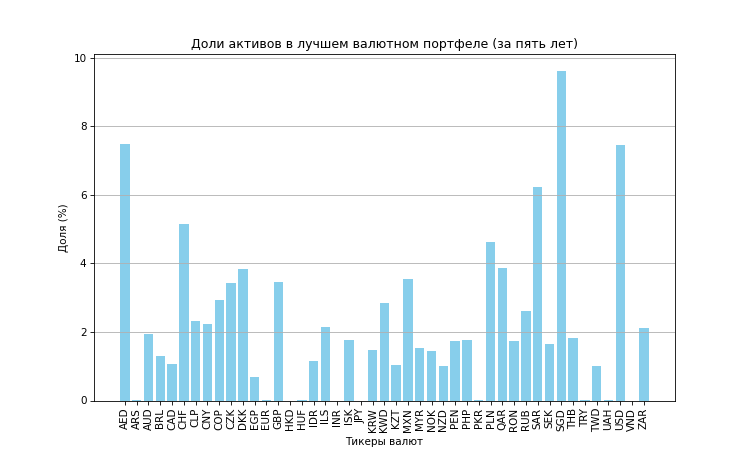 Доли активов в лучшем валютном портфеле (за пять лет)
10
8
6
4
2
0
Доля (%)
AED
ARS
AUD
BRL
CAD
CHF
CLP
CNY
COP
CZK
DKK
EGP
EUR
GBP
HKD
HUF
IDR
ILS
INR
ISK
JPY
KRW
KWD
KZT
MXN
MYR
NOK
NZD
PEN
PHP
PKR
PLN
QAR
RON
RUB
SAR
SEK
SGD
THB
TRY
TWD
UAH
USD
VND
ZAR
Тикеры валют